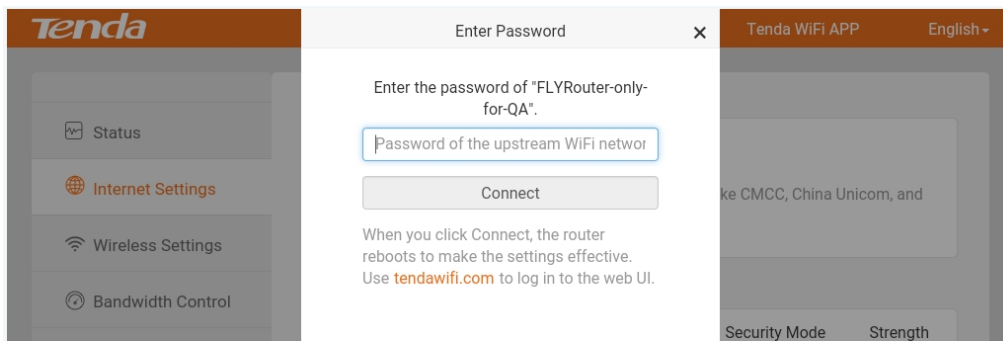 Tenda
Enter Password
×
Tenda WiFi APP
English
Enter the password of "FLYRouter-only-
for-QA".
Status
Password of the upstream WiFi networ
Internet Settings
Connect
ke CMCC, China Unicom, and
When you click Connect, the router
Wireless Settings
reboots to make the settings effective.
Use tendawifi.com to log in to the web UI.
Bandwidth Control
Security Mode
Strength